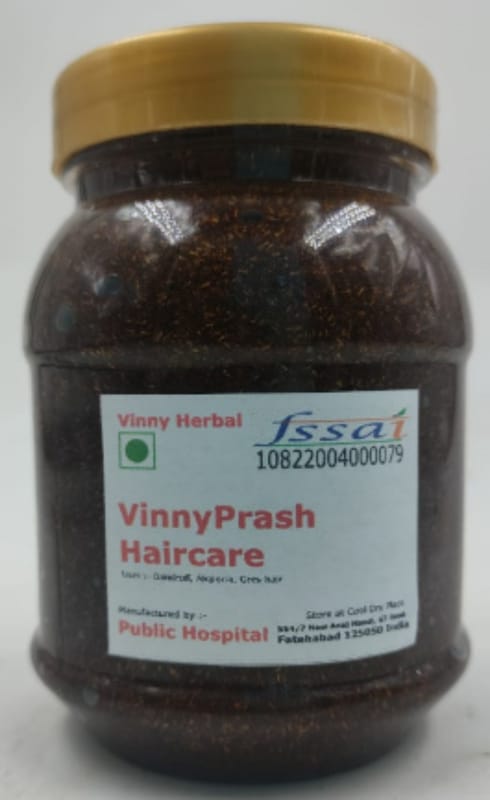 Vinny Herbal
fssai
10822004000079
VinnyPrash
Haircare
Dandruff, Alopecia, Grey hair
Manufactured by :-
Public Hospital
Store at Cool Dry Place
Fatehabad 125050 India